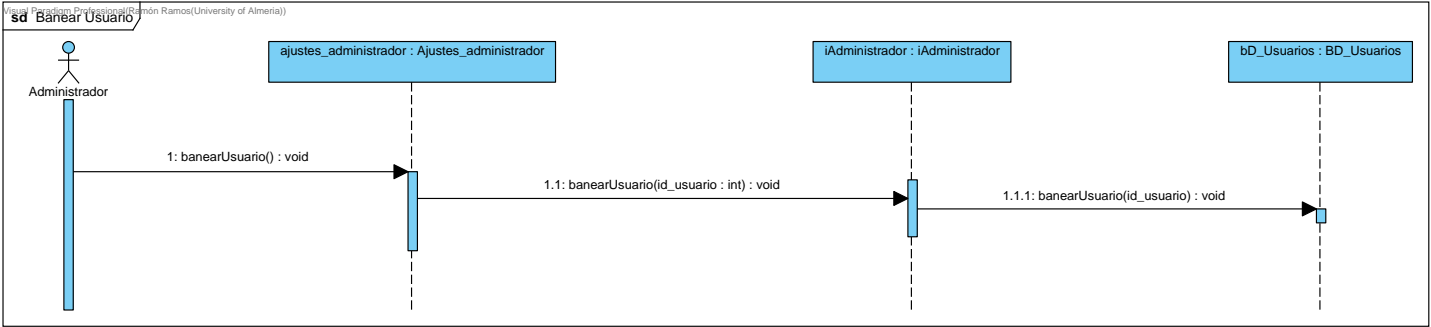 Visual Paradigm Professional(Ramón Ramos(University of Almeria))
sd Banear Usuario
ajustes_administrador : Ajustes_administrador
iAdministrador : iAdministrador
bD_Usuarios : BD_Usuarios
Administrador
1: banearUsuario() : void
1.1: banearUsuario(id_usuario : int) : void
1.1.1: banearUsuario(id_usuario) : void